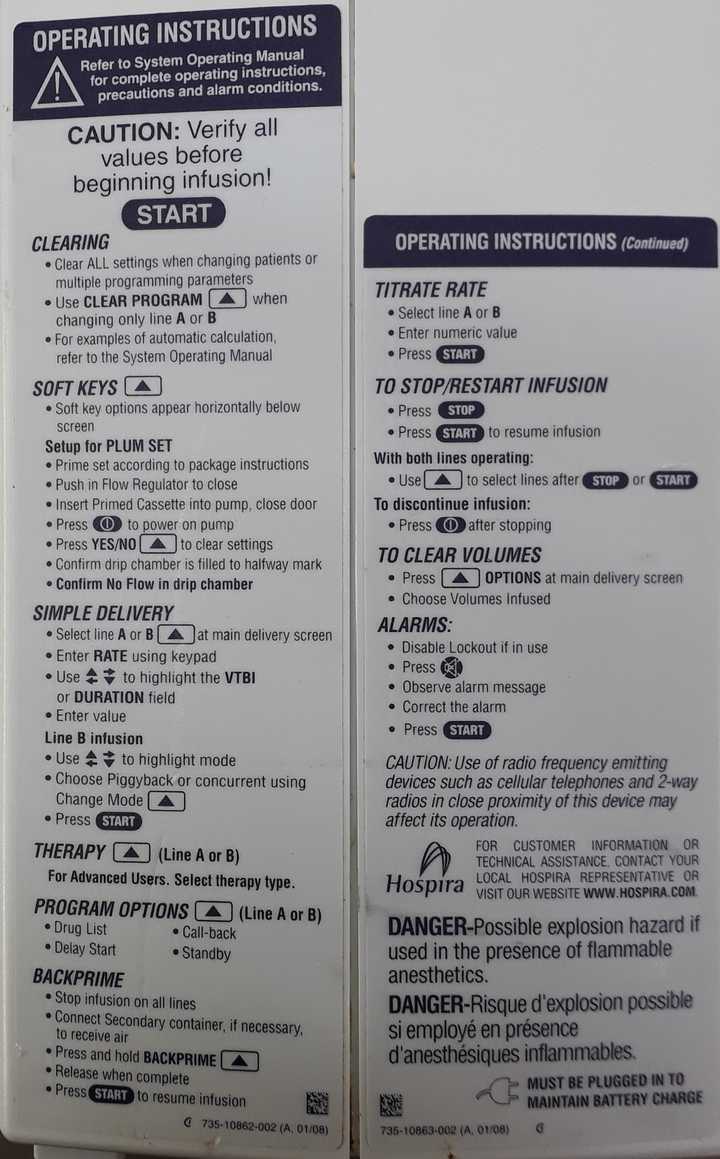 OPERATING INSTRUCTIONS
Refer to System Operating Manual
for complete operating instructions,
precautions and alarm conditions.
CAUTION: Verify all
values before
beginning infusion!
START
CLEARING
• Clear ALL settings when changing patients or
multiple programming parameters
• Use CLEAR PROGRAM ▲ when
changing only line A or B
• For examples of automatic calculation,
refer to the System Operating Manual
SOFT KEYS ▲
• Soft key options appear horizontally below
screen
Setup for PLUM SET
• Prime set according to package instructions
• Push in Flow Regulator to close
• Insert Primed Cassette into pump, close door
• Press to power on pump
• Press YES/NO ▲ to clear settings
• Confirm drip chamber is filled to halfway mark
• Confirm No Flow in drip chamber
SIMPLE DELIVERY
• Select line A or B ▲ at main delivery screen
• Enter RATE using keypad
• Use to highlight the VTBI
or DURATION field
• Enter value
Line B infusion
• Use to highlight mode
• Choose Piggyback or concurrent using
Change Mode ▲
• Press START
THERAPY ▲ (Line A or B)
For Advanced Users. Select therapy type.
PROGRAM OPTIONS ▲ (Line A or B)
• Drug List • Call-back
• Delay Start • Standby
BACKPRIME
• Stop infusion on all lines
• Connect Secondary container, if necessary,
to receive air
• Press and hold BACKPRIME ▲
• Release when complete
• Press START to resume infusion
735-10862-002 (A, 01/08)
OPERATING INSTRUCTIONS (Continued)
TITRATE RATE
• Select line A or B
• Enter numeric value
• Press START
TO STOP/RESTART INFUSION
• Press STOP
• Press START to resume infusion
With both lines operating:
• Use ▲ to select lines after STOP or START
To discontinue infusion:
• Press after stopping
TO CLEAR VOLUMES
• Press ▲ OPTIONS at main delivery screen
• Choose Volumes Infused
ALARMS:
• Disable Lockout if in use
• Press
• Observe alarm message
• Correct the alarm
• Press START
CAUTION: Use of radio frequency emitting
devices such as cellular telephones and 2-way
radios in close proximity of this device may
affect its operation.
Hospira
FOR CUSTOMER INFORMATION OR
TECHNICAL ASSISTANCE, CONTACT YOUR
LOCAL HOSPIRA REPRESENTATIVE OR
VISIT OUR WEBSITE WWW.HOSPIRA.COM
DANGER-Possible explosion hazard if
used in the presence of flammable
anesthetics.
DANGER-Risque d'explosion possible
si employé en présence
d'anesthésiques inflammables.
MUST BE PLUGGED IN TO
MAINTAIN BATTERY CHARGE
735-10863-002 (A, 01/08)